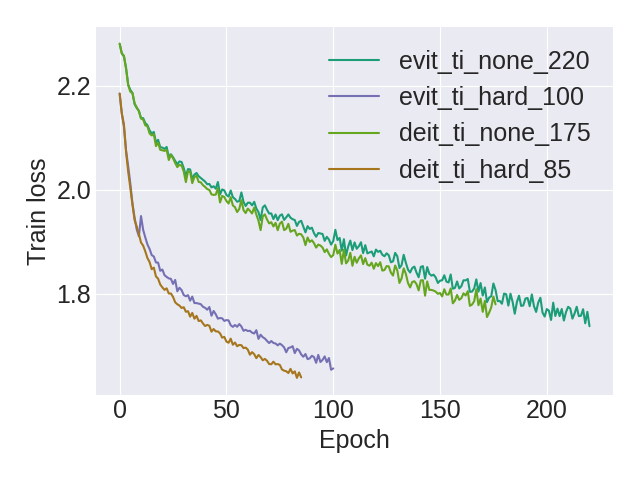 evit_ti_none_220
evit_ti_hard_100
deit_ti_none_175
deit_ti_hard_85
2.2
2.0
1.8
Train loss
0
50
100
150
200
Epoch